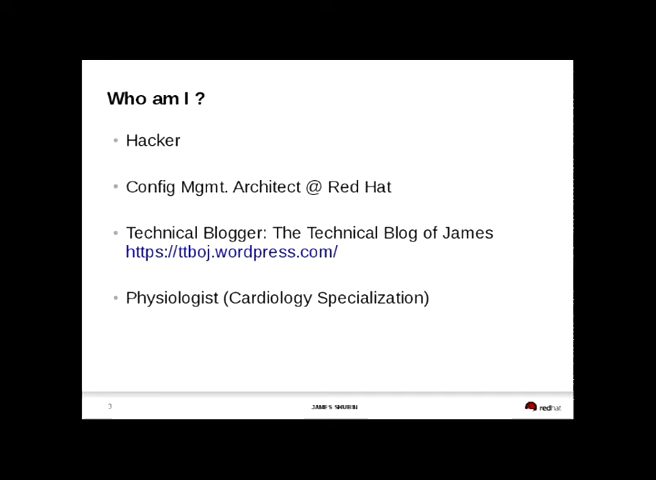 Who am I ?
Hacker
Config Mgmt. Architect @ Red Hat
Technical Blogger: The Technical Blog of James
https://ttboj.wordpress.com/
Physiologist (Cardiology Specialization)
JAMES SHUBIN
redhat